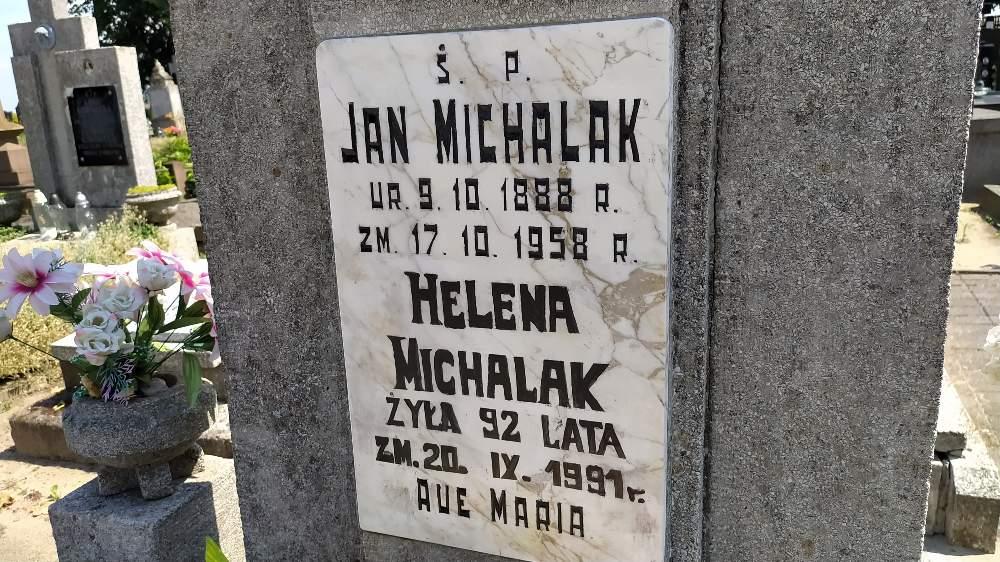 Ś. P.
JAN MICHALAK
UR. 9. 10. 1888 R.
ZM. 17. 10. 1958 R.
HELENA
MICHALAK
ŻYŁA 92 LATA
ZM. 20. IX. 1991 r.
AVE MARIA